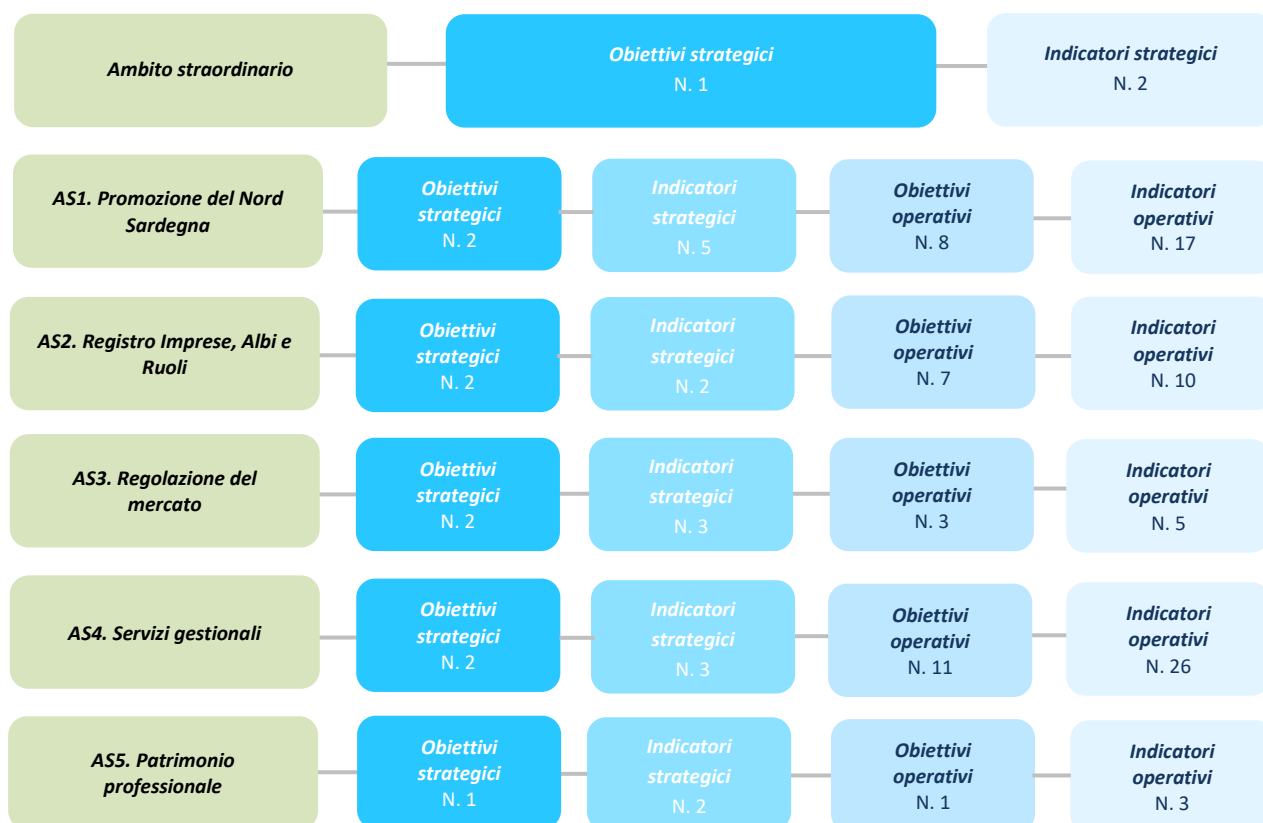 Ambito straordinario
Obiettivi strategici
N. 1
Indicatori strategici
N. 2
AS1. Promozione del Nord
Sardegna
Obiettivi
strategici
N. 2
Indicatori
strategici
N. 5
Obiettivi
operativi
N. 8
Indicatori
operativi
N. 17
AS2. Registro Imprese, Albi e
Ruoli
Obiettivi
strategici
N. 2
Indicatori
strategici
N. 2
Obiettivi
operativi
N. 7
Indicatori
operativi
N. 10
AS3. Regolazione del
mercato
Obiettivi
strategici
N. 2
Indicatori
strategici
N. 3
Obiettivi
operativi
N. 3
Indicatori
operativi
N. 5
AS4. Servizi gestionali
Obiettivi
strategici
N. 2
Indicatori
strategici
N. 3
Obiettivi
operativi
N. 11
Indicatori
operativi
N. 26
AS5. Patrimonio
professionale
Obiettivi
strategici
N. 1
Indicatori
strategici
N. 2
Obiettivi
operativi
N. 1
Indicatori
operativi
N. 3